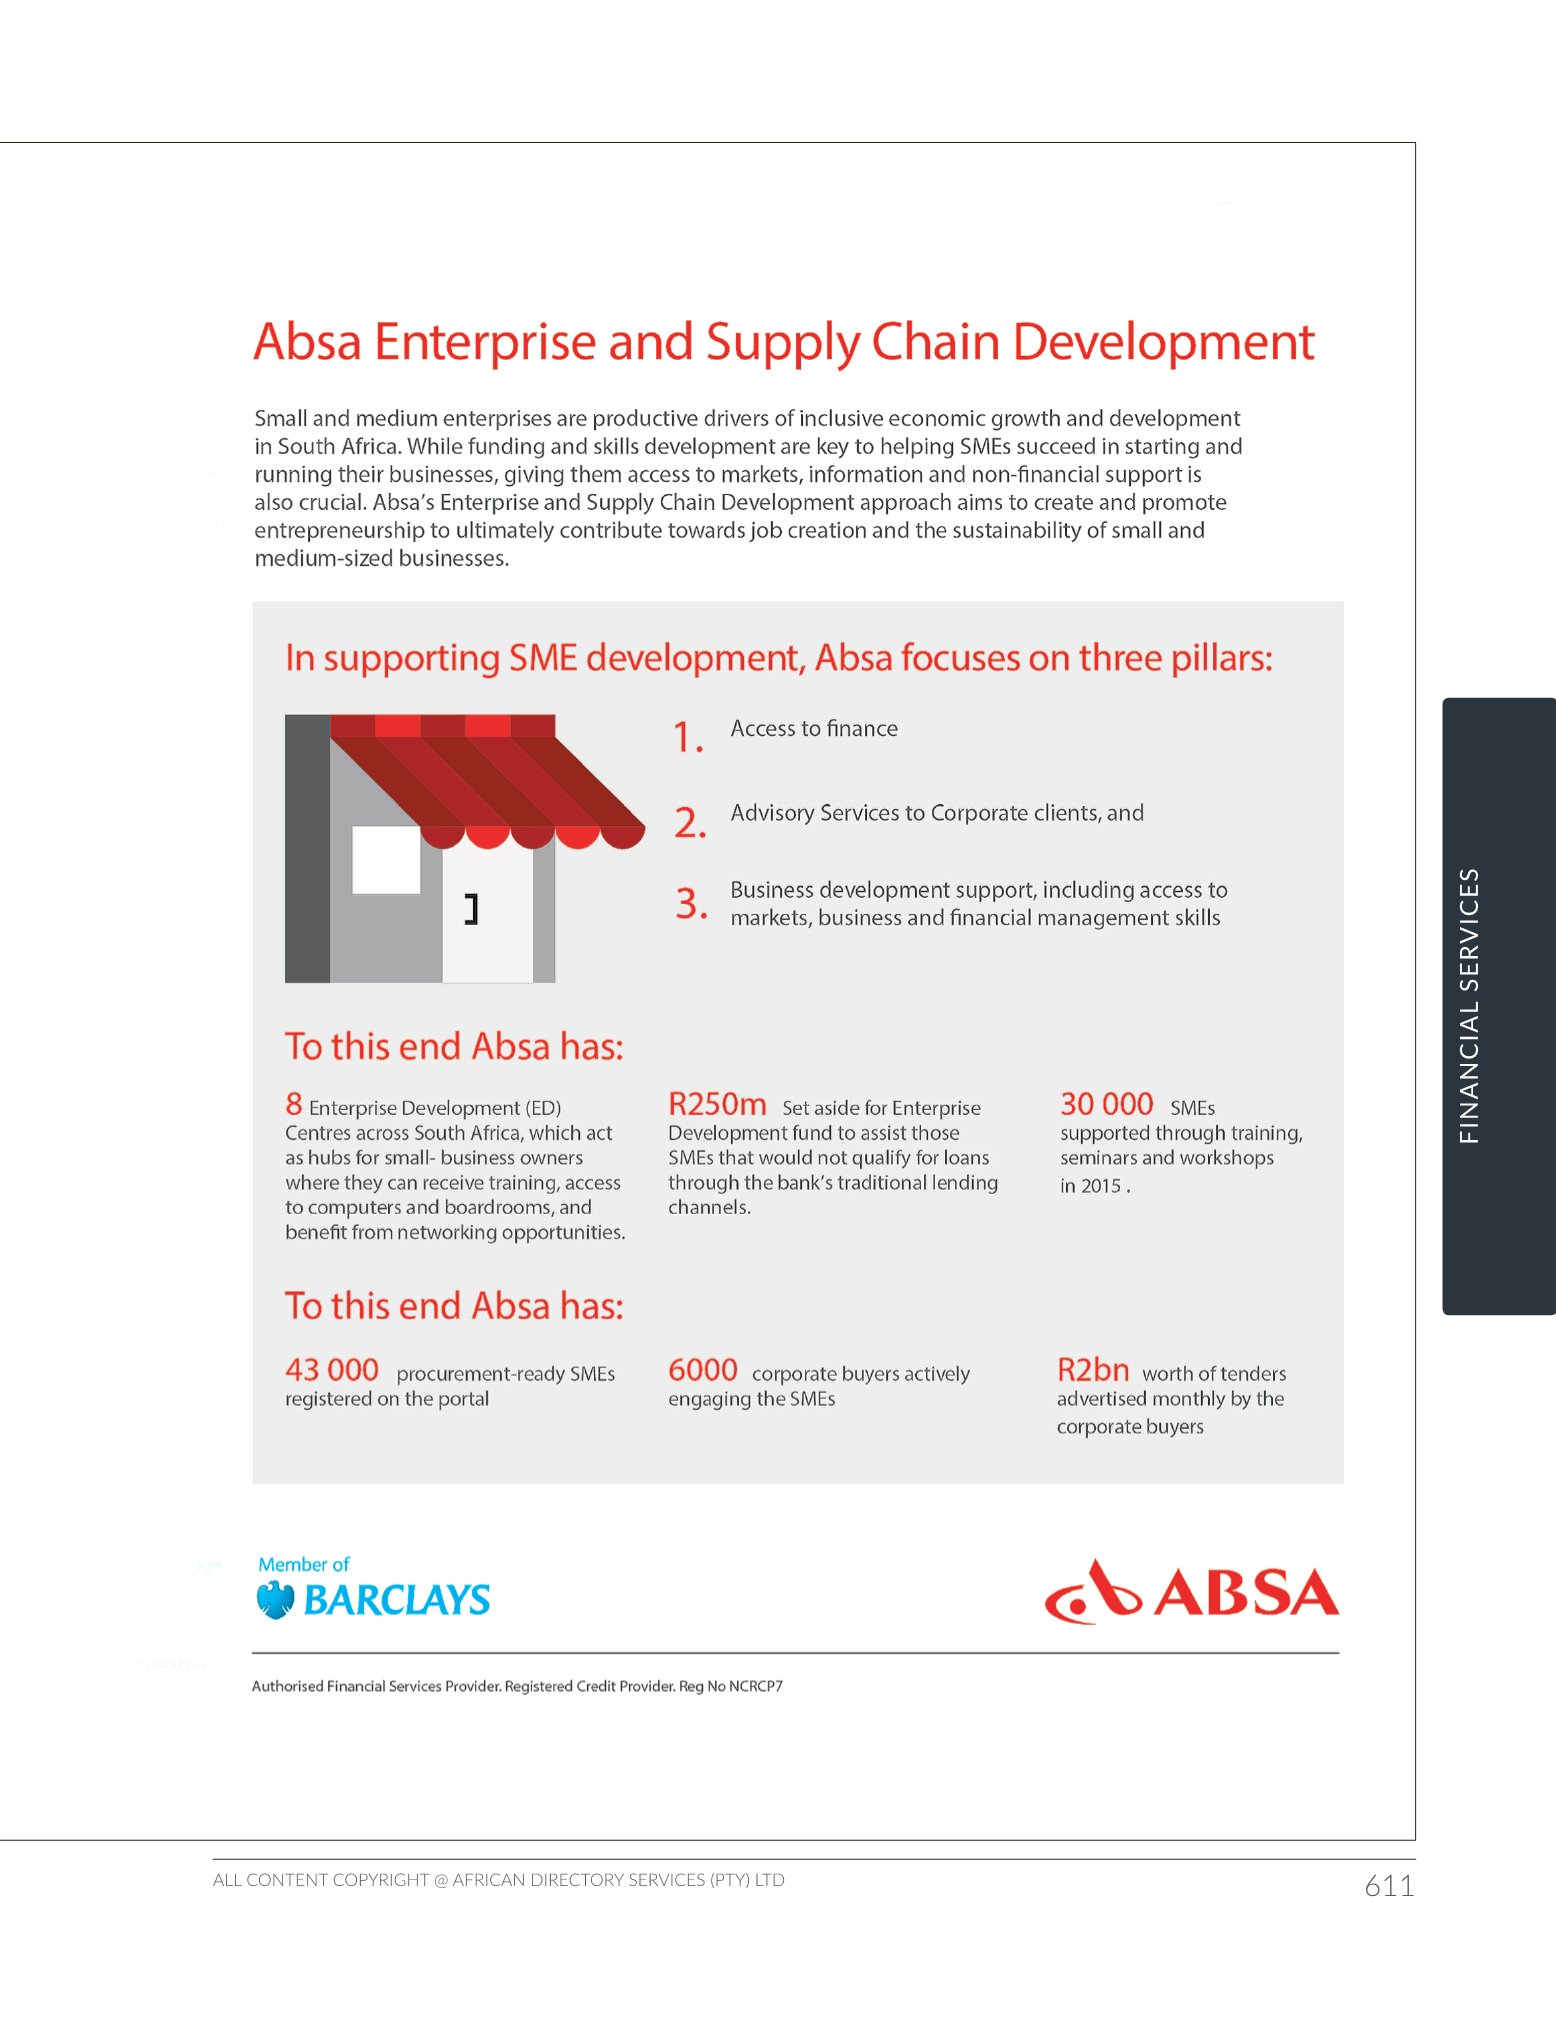 Absa Enterprise and Supply Chain Development
Small and medium enterprises are productive drivers of inclusive economic growth and development
in South Africa. While funding and skills development are key to helping SMEs succeed in starting and
running their businesses, giving them access to markets, information and non-financial support is
also crucial. Absa's Enterprise and Supply Chain Development approach aims to create and promote
entrepreneurship to ultimately contribute towards job creation and the sustainability of small and
medium-sized businesses.
In supporting SME development, Absa focuses on three pillars:
1. Access to finance
2. Advisory Services to Corporate clients, and
3. Business development support, including access to
markets, business and financial management skills
To this end Absa has:
8 Enterprise Development (ED)
Centres across South Africa, which act
as hubs for small- business owners
where they can receive training, access
to computers and boardrooms, and
benefit from networking opportunities.
R250m Set aside for Enterprise
Development fund to assist those
SMEs that would not qualify for loans
through the bank's traditional lending
channels.
30 000 SMEs
supported through training,
seminars and workshops
in 2015 .
To this end Absa has:
43 000 procurement-ready SMEs
registered on the portal
6000 corporate buyers actively
engaging the SMEs
R2bn worth of tenders
advertised monthly by the
corporate buyers
Member of
BARCLAYS
ABSA
Authorised Financial Services Provider. Registered Credit Provider. Reg No NCRCP7
FINANCIAL SERVICES
ALL CONTENT COPYRIGHT @ AFRICAN DIRECTORY SERVICES (PTY) LTD
611